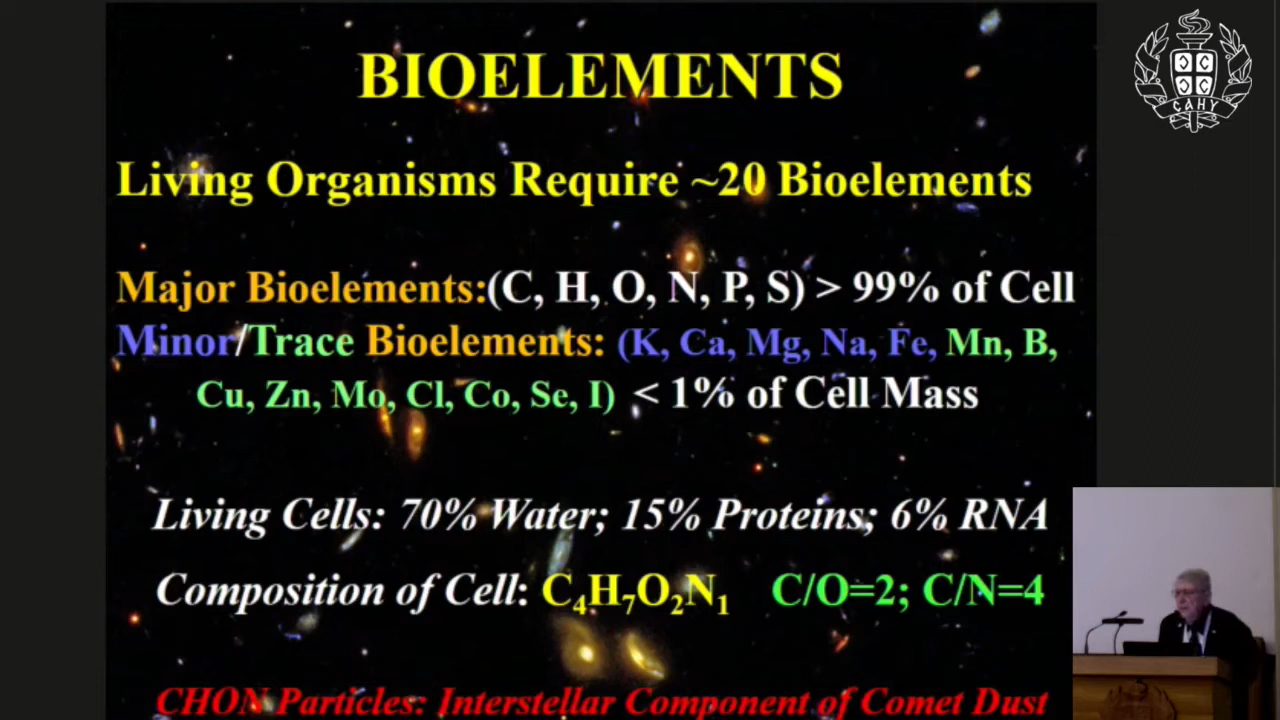 BIOELEMENTS
Living Organisms Require ~20 Bioelements
Major Bioelements:(C, H, O, N, P, S) > 99% of Cell
Minor/Trace Bioelements: (K, Ca, Mg, Na, Fe, Mn, B,
Cu, Zn, Mo, Cl, Co, Se, I) < 1% of Cell Mass
Living Cells: 70% Water; 15% Proteins; 6% RNA
Composition of Cell: C₄H₇O₂N₁ C/O=2; C/N=4
CHON Particles: Interstellar Component of Comet Dust
САНУ